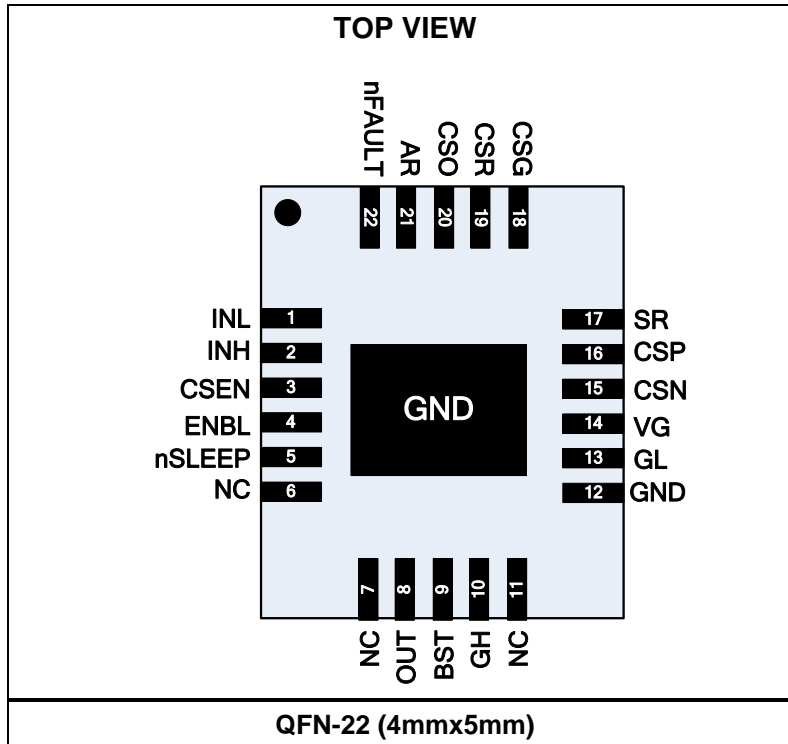 TOP VIEW
nFAULT
AR
CSO
CSR
CSG
22
21
20
19
18
INL 1
INH 2
CSEN 3
ENBL 4
nSLEEP 5
NC 6
GND
17 SR
16 CSP
15 CSN
14 VG
13 GL
12 GND
7
8
9
10
11
NC
OUT
BST
GH
NC
QFN-22 (4mmx5mm)